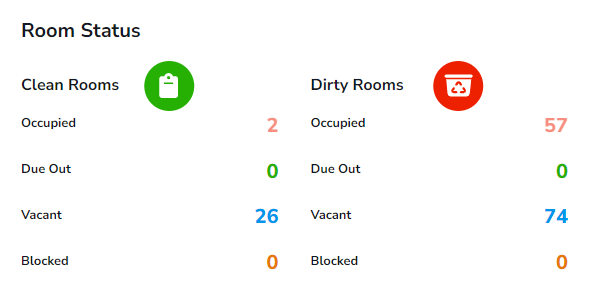 Room Status
Clean Rooms
Occupied 2
Due Out 0
Vacant 26
Blocked 0
Dirty Rooms
Occupied 57
Due Out 0
Vacant 74
Blocked 0